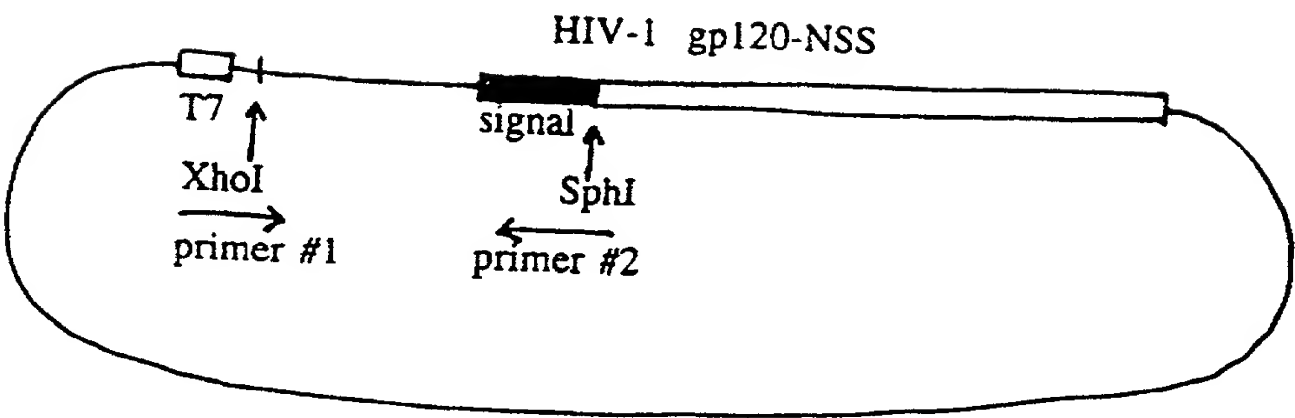 HIV-1 gp120-NSS
T7
signal
XhoI
SphI
primer #1
primer #2